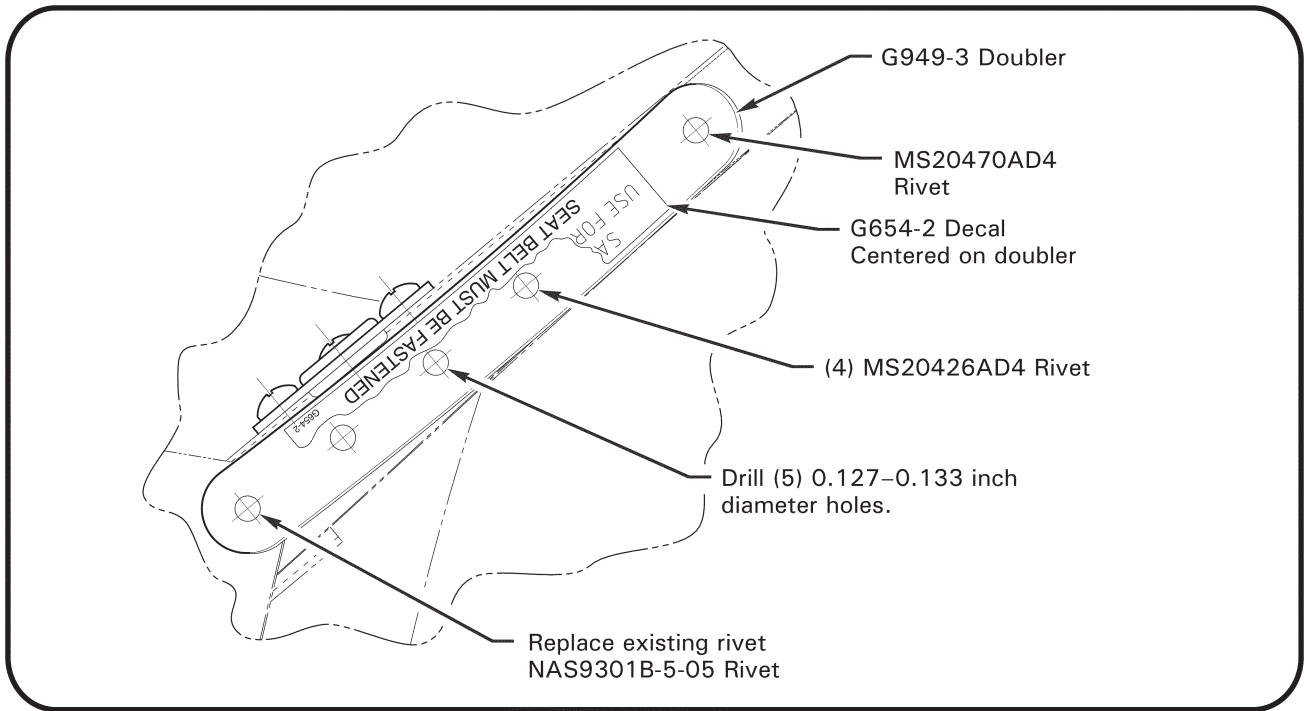 G949-3 Doubler
MS20470AD4
Rivet
G654-2 Decal
Centered on doubler
(4) MS20426AD4 Rivet
Drill (5) 0.127–0.133 inch
diameter holes.
Replace existing rivet
NAS9301B-5-05 Rivet
SEAT BELT MUST BE FASTENED
USE FOR
SA
G654-2